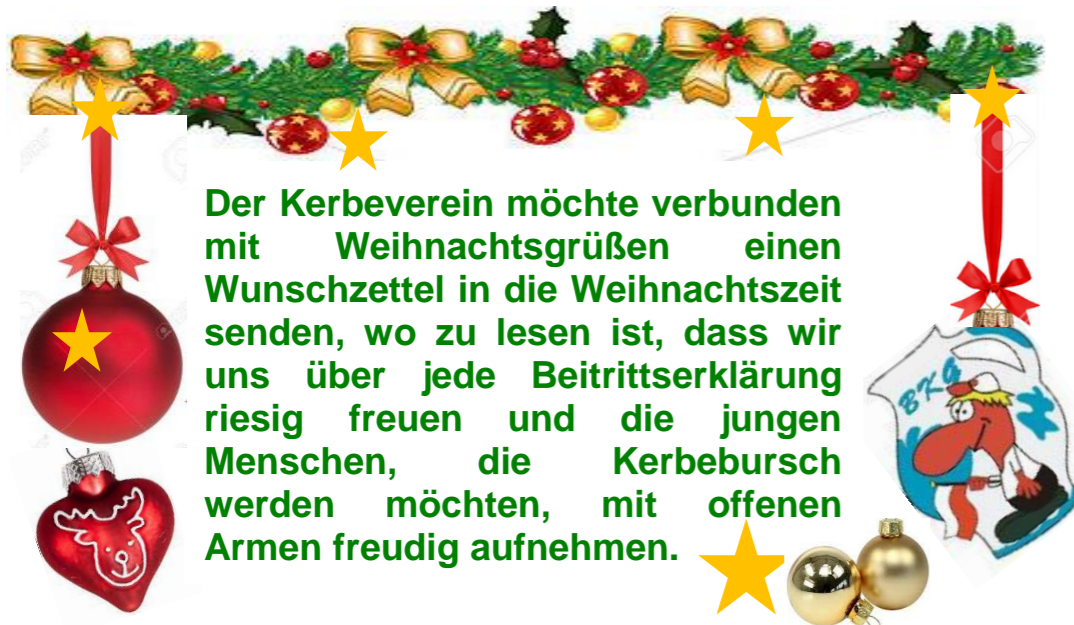 Der Kerbeverein möchte verbunden
mit Weihnachtsgrüßen einen
Wunschzettel in die Weihnachtszeit
senden, wo zu lesen ist, dass wir
uns über jede Beitrittserklärung
riesig freuen und die jungen
Menschen, die Kerbebursch
werden möchten, mit offenen
Armen freudig aufnehmen.
BKG